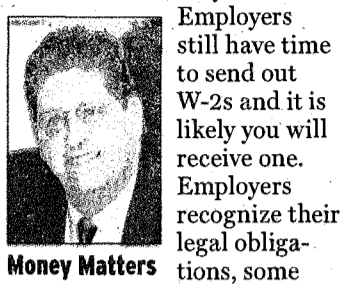 Employers
still have time
to send out
W-2s and it is
likely you will
receive one.
Employers
recognize their
legal obliga-
tions, some
Money Matters